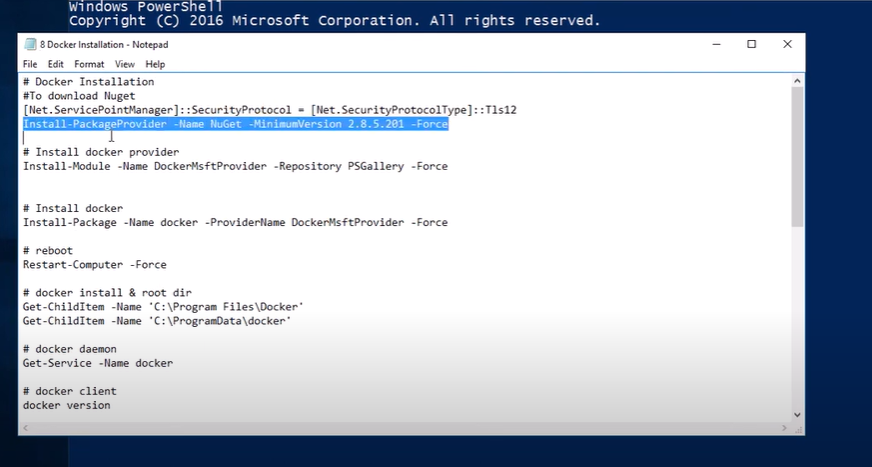 Windows PowerShell
Copyright (C) 2016 Microsoft Corporation. All rights reserved.
8 Docker Installation - Notepad
File Edit Format View Help
# Docker Installation
#To download Nuget
[Net.ServicePointManager]::SecurityProtocol = [Net.SecurityProtocolType]::Tls12
Install-PackageProvider -Name NuGet -MinimumVersion 2.8.5.201 -Force
# Install docker provider
Install-Module -Name DockerMsftProvider -Repository PSGallery -Force
# Install docker
Install-Package -Name docker -ProviderName DockerMsftProvider -Force
# reboot
Restart-Computer -Force
# docker install & root dir
Get-ChildItem -Name 'C:\Program Files\Docker'
Get-ChildItem -Name 'C:\ProgramData\docker'
# docker daemon
Get-Service -Name docker
# docker client
docker version